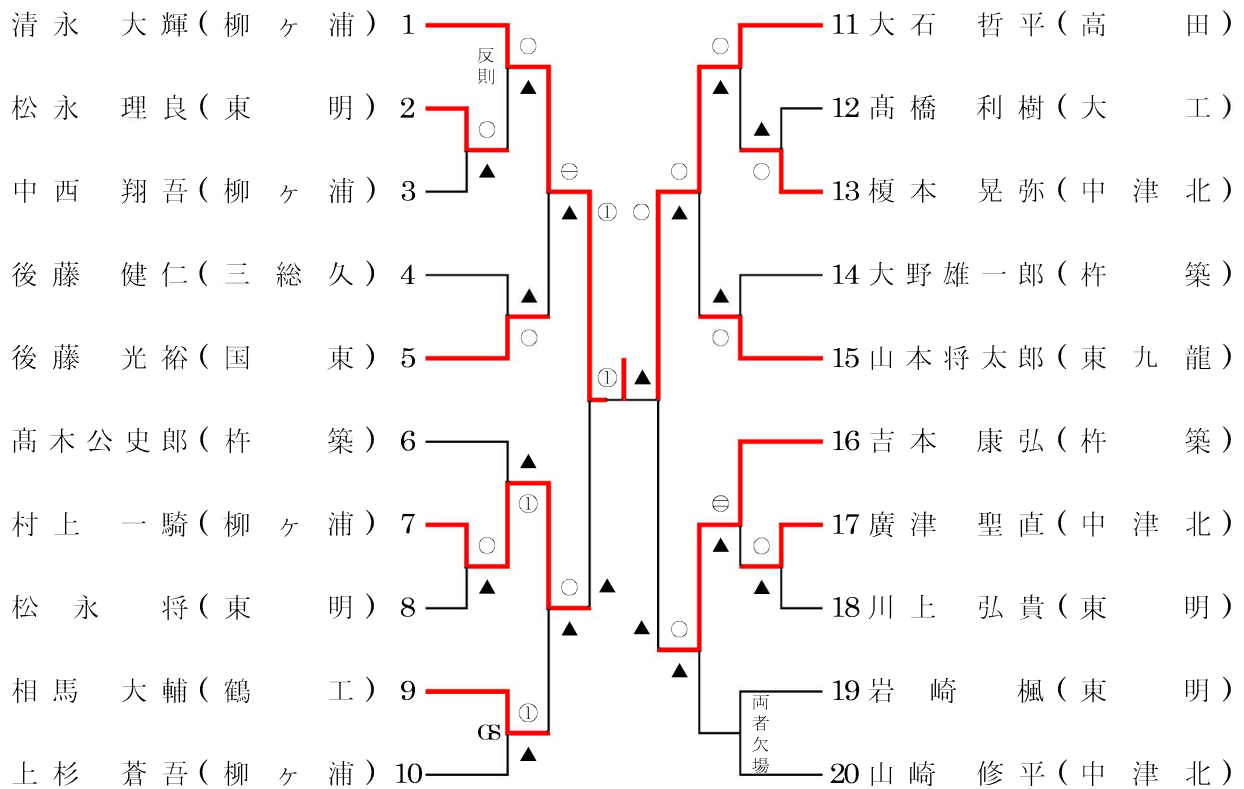 清永 大輝(柳ヶ浦) 1
松永 理良(東 明) 2
中西 翔吾(柳ヶ浦) 3
後藤 健仁(三総久) 4
後藤 光裕(国 東) 5
髙木公史郎(杵 築) 6
村上 一騎(柳ヶ浦) 7
松永 将(東 明) 8
相馬 大輔(鶴 工) 9
上杉 蒼吾(柳ヶ浦) 10
反則
○
▲
○
▲
⊖
▲
▲
○
①
①
▲
①
○
▲
○
▲
▲
GS
①
▲
○
▲
▲
○
▲
○
○
▲
▲
○
⊖
▲
○
▲
▲
○
▲
両者欠場
11 大石 哲平(高 田)
12 髙橋 利樹(大 工)
13 榎本 晃弥(中津北)
14 大野雄一郎(杵 築)
15 山本将太郎(東九龍)
16 吉本 康弘(杵 築)
17 廣津 聖直(中津北)
18 川上 弘貴(東 明)
19 岩崎 楓(東 明)
20 山崎 修平(中津北)